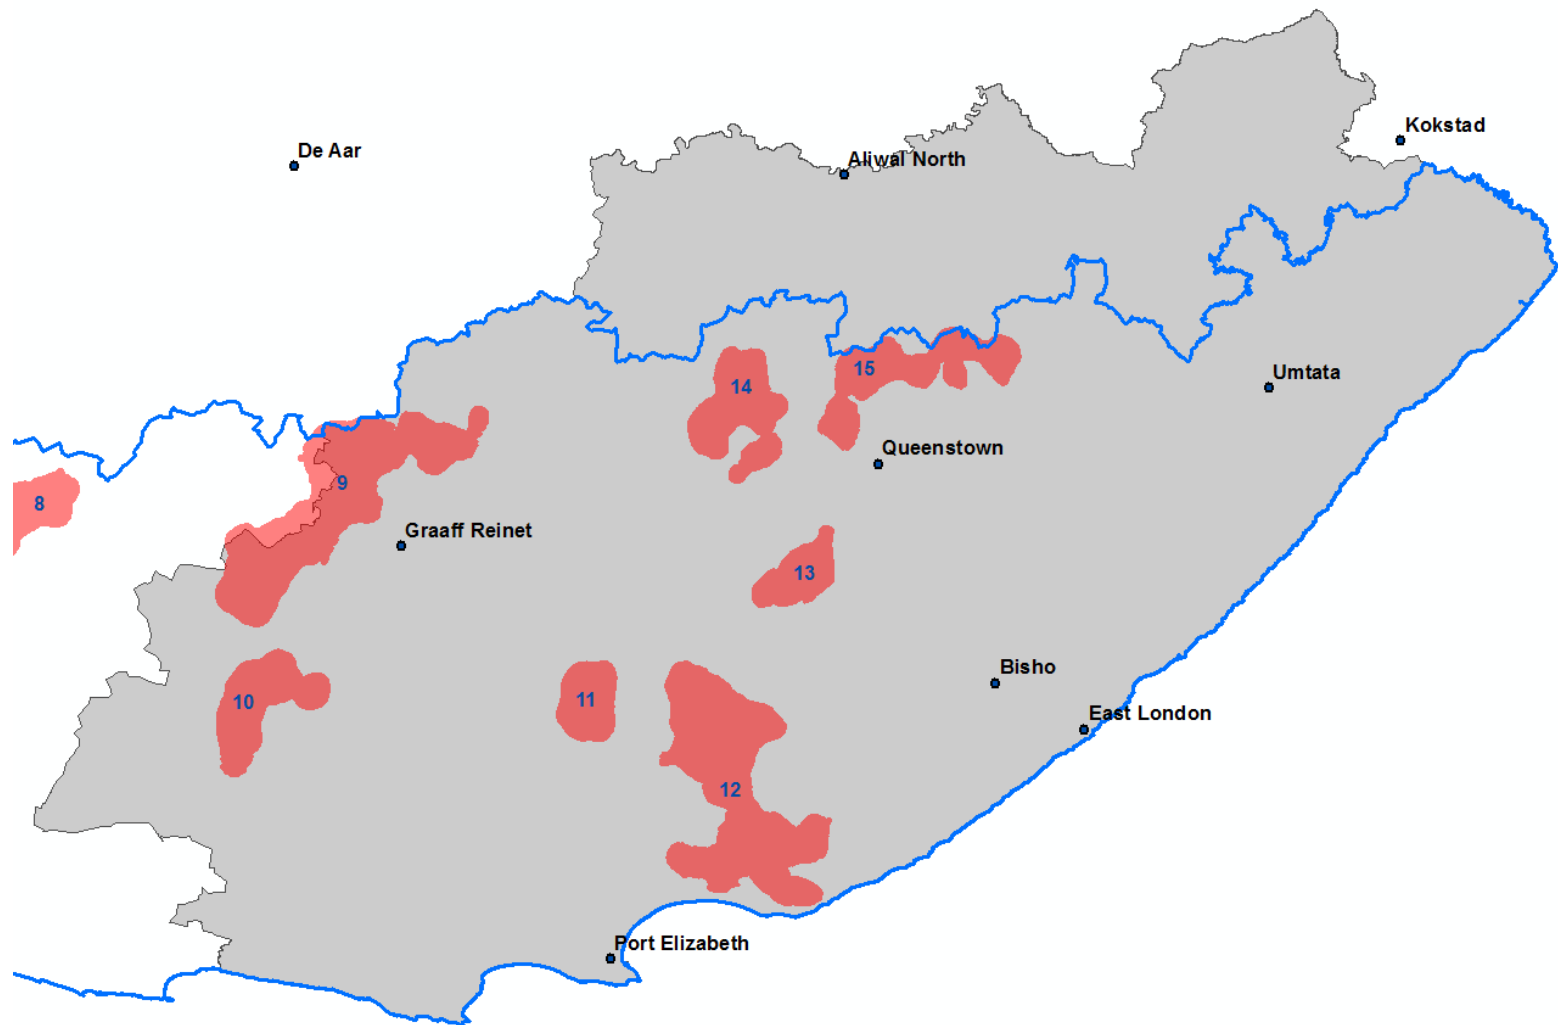 Kokstad
De Aar
Aliwal North
15
Umtata
14
Queenstown
9
8
Graaff Reinet
13
Bisho
11
10
East London
12
Port Elizabeth